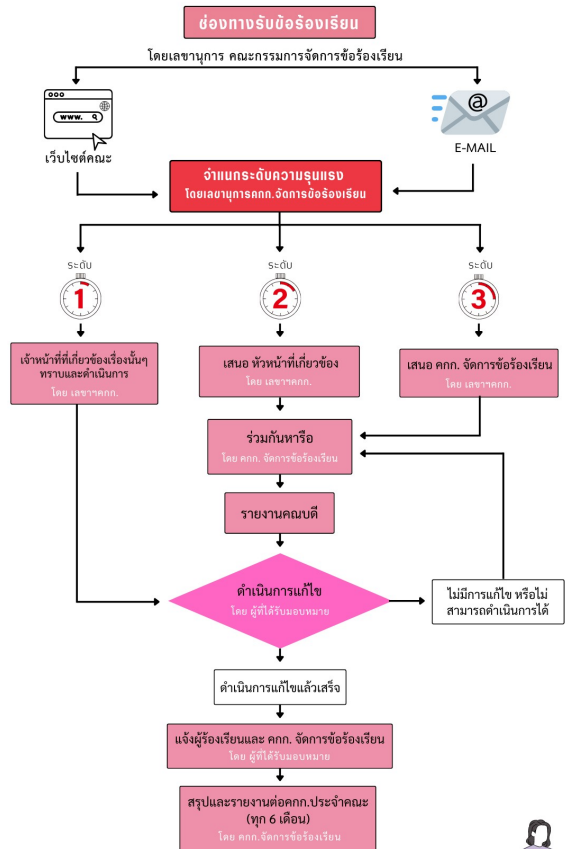 ช่องทางรับข้อร้องเรียน
โดยเลขานุการ คณะกรรมการจัดการข้อร้องเรียน
www.
เว็บไซต์คณะ
@
E-MAIL
จำแนกระดับความรุนแรง
โดยเลขานุการคกก.จัดการข้อร้องเรียน
ระดับ
1
ระดับ
2
ระดับ
3
เจ้าหน้าที่ที่เกี่ยวข้องเรื่องนั้นๆ
ทราบและดำเนินการ
โดย เลขาฯคกก.
เสนอ หัวหน้าที่เกี่ยวข้อง
โดย เลขาฯคกก.
เสนอ คกก. จัดการข้อร้องเรียน
โดย เลขาฯคกก.
ร่วมกันหารือ
โดย คกก. จัดการข้อร้องเรียน
รายงานคณบดี
ดำเนินการแก้ไข
โดย ผู้ที่ได้รับมอบหมาย
ไม่มีการแก้ไข หรือไม่
สามารถดำเนินการได้
ดำเนินการแก้ไขแล้วเสร็จ
แจ้งผู้ร้องเรียนและ คกก. จัดการข้อร้องเรียน
โดย ผู้ที่ได้รับมอบหมาย
สรุปและรายงานต่อคกก.ประจำคณะ
(ทุก 6 เดือน)
โดย คกก.จัดการข้อร้องเรียน